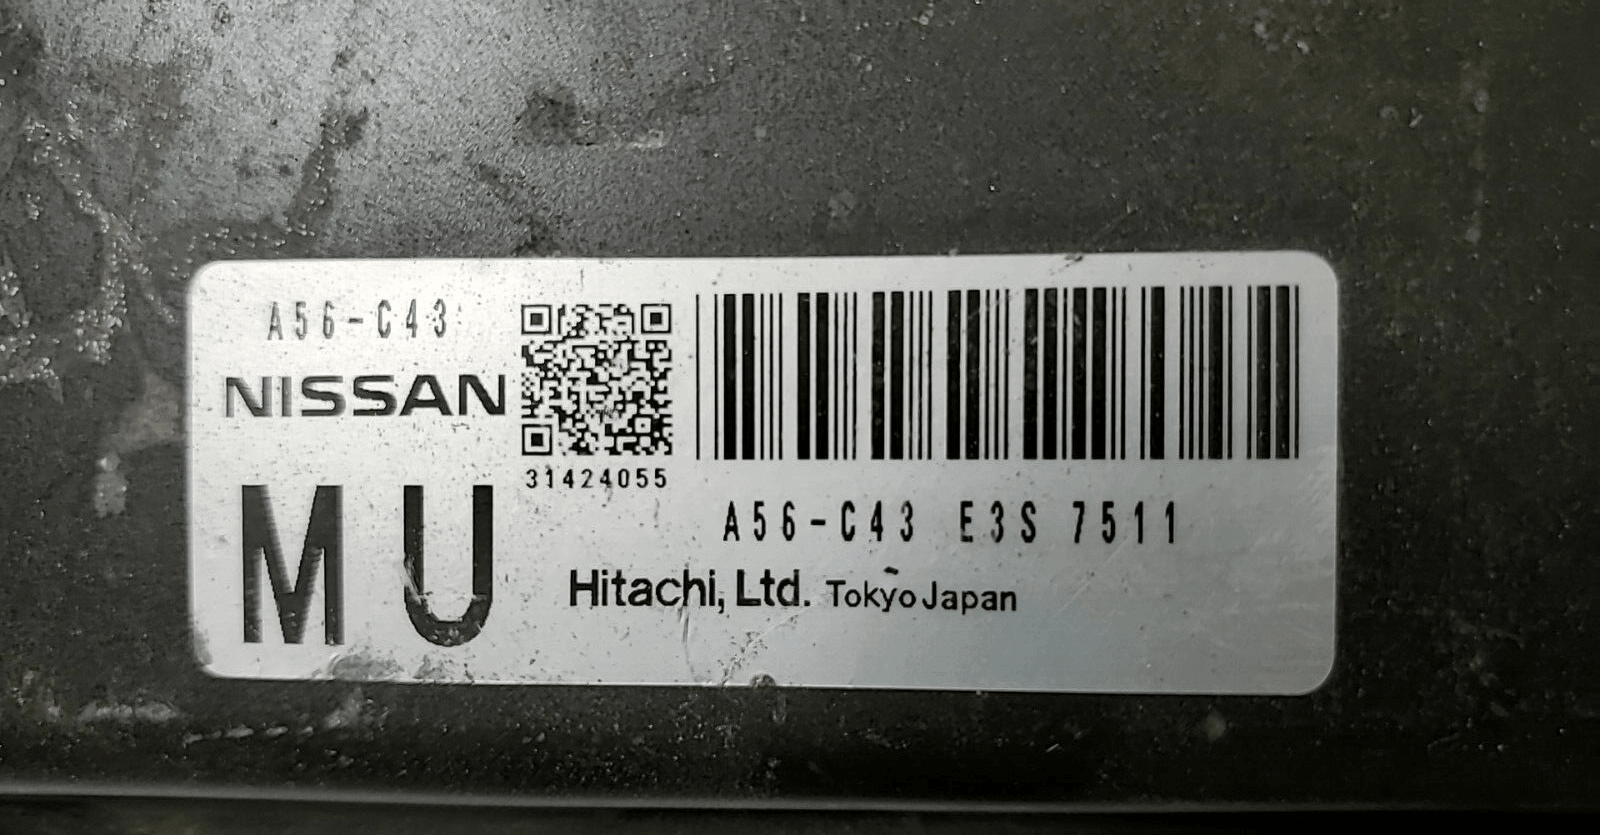 A56-C43
NISSAN
MU
31424055
A56-C43 E3S 7511
Hitachi, Ltd. Tokyo Japan